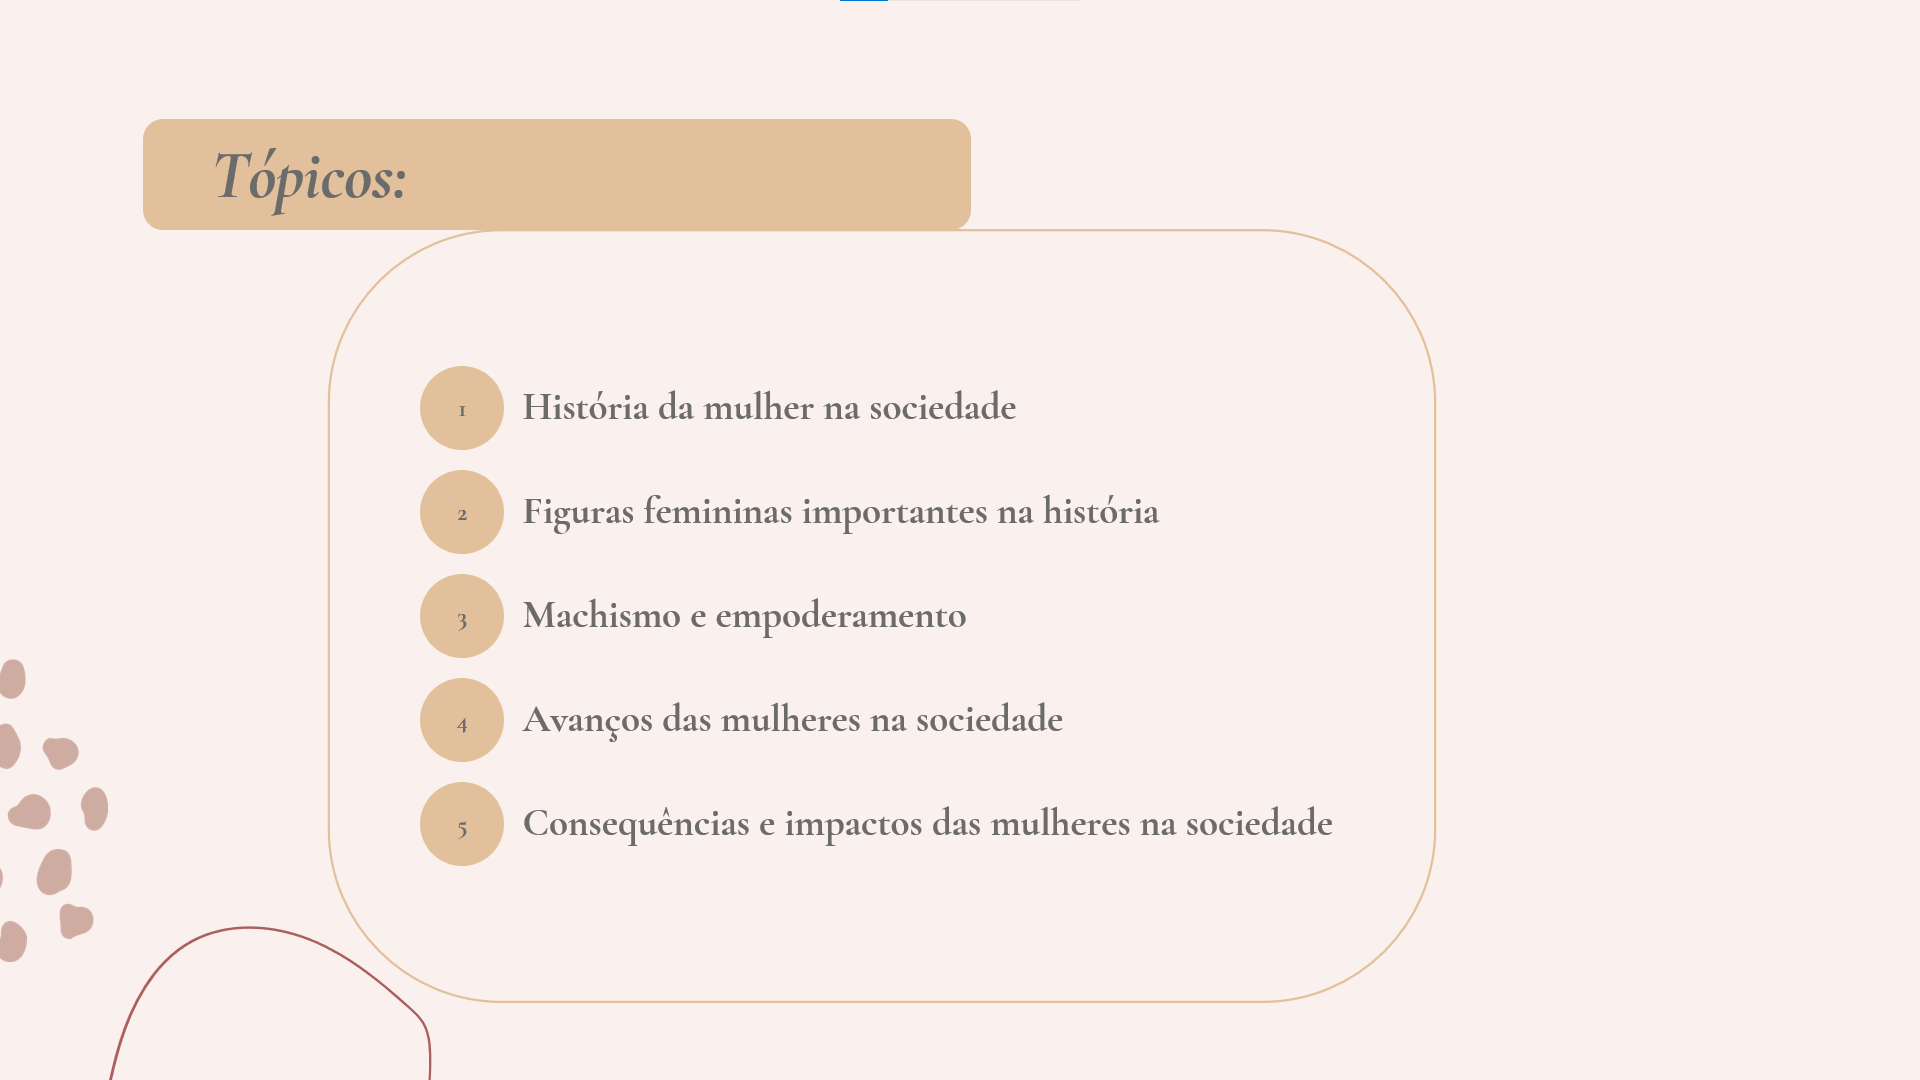 Tópicos:
1 História da mulher na sociedade
2 Figuras femininas importantes na história
3 Machismo e empoderamento
4 Avanços das mulheres na sociedade
5 Consequências e impactos das mulheres na sociedade